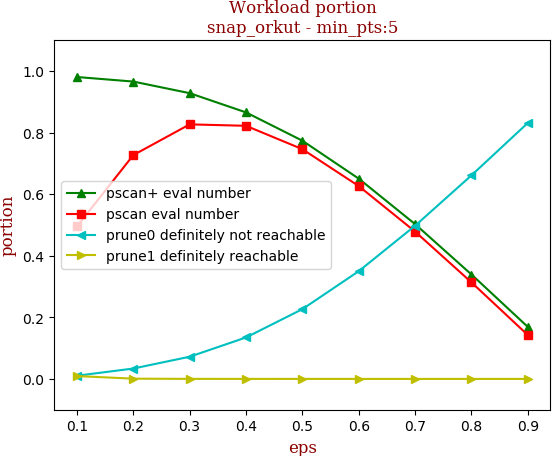 Workload portion
snap_orkut - min_pts:5
1.0
0.8
0.6
0.4
0.2
0.0
portion
pscan+ eval number
pscan eval number
prune0 definitely not reachable
prune1 definitely reachable
0.1 0.2 0.3 0.4 0.5 0.6 0.7 0.8 0.9
eps